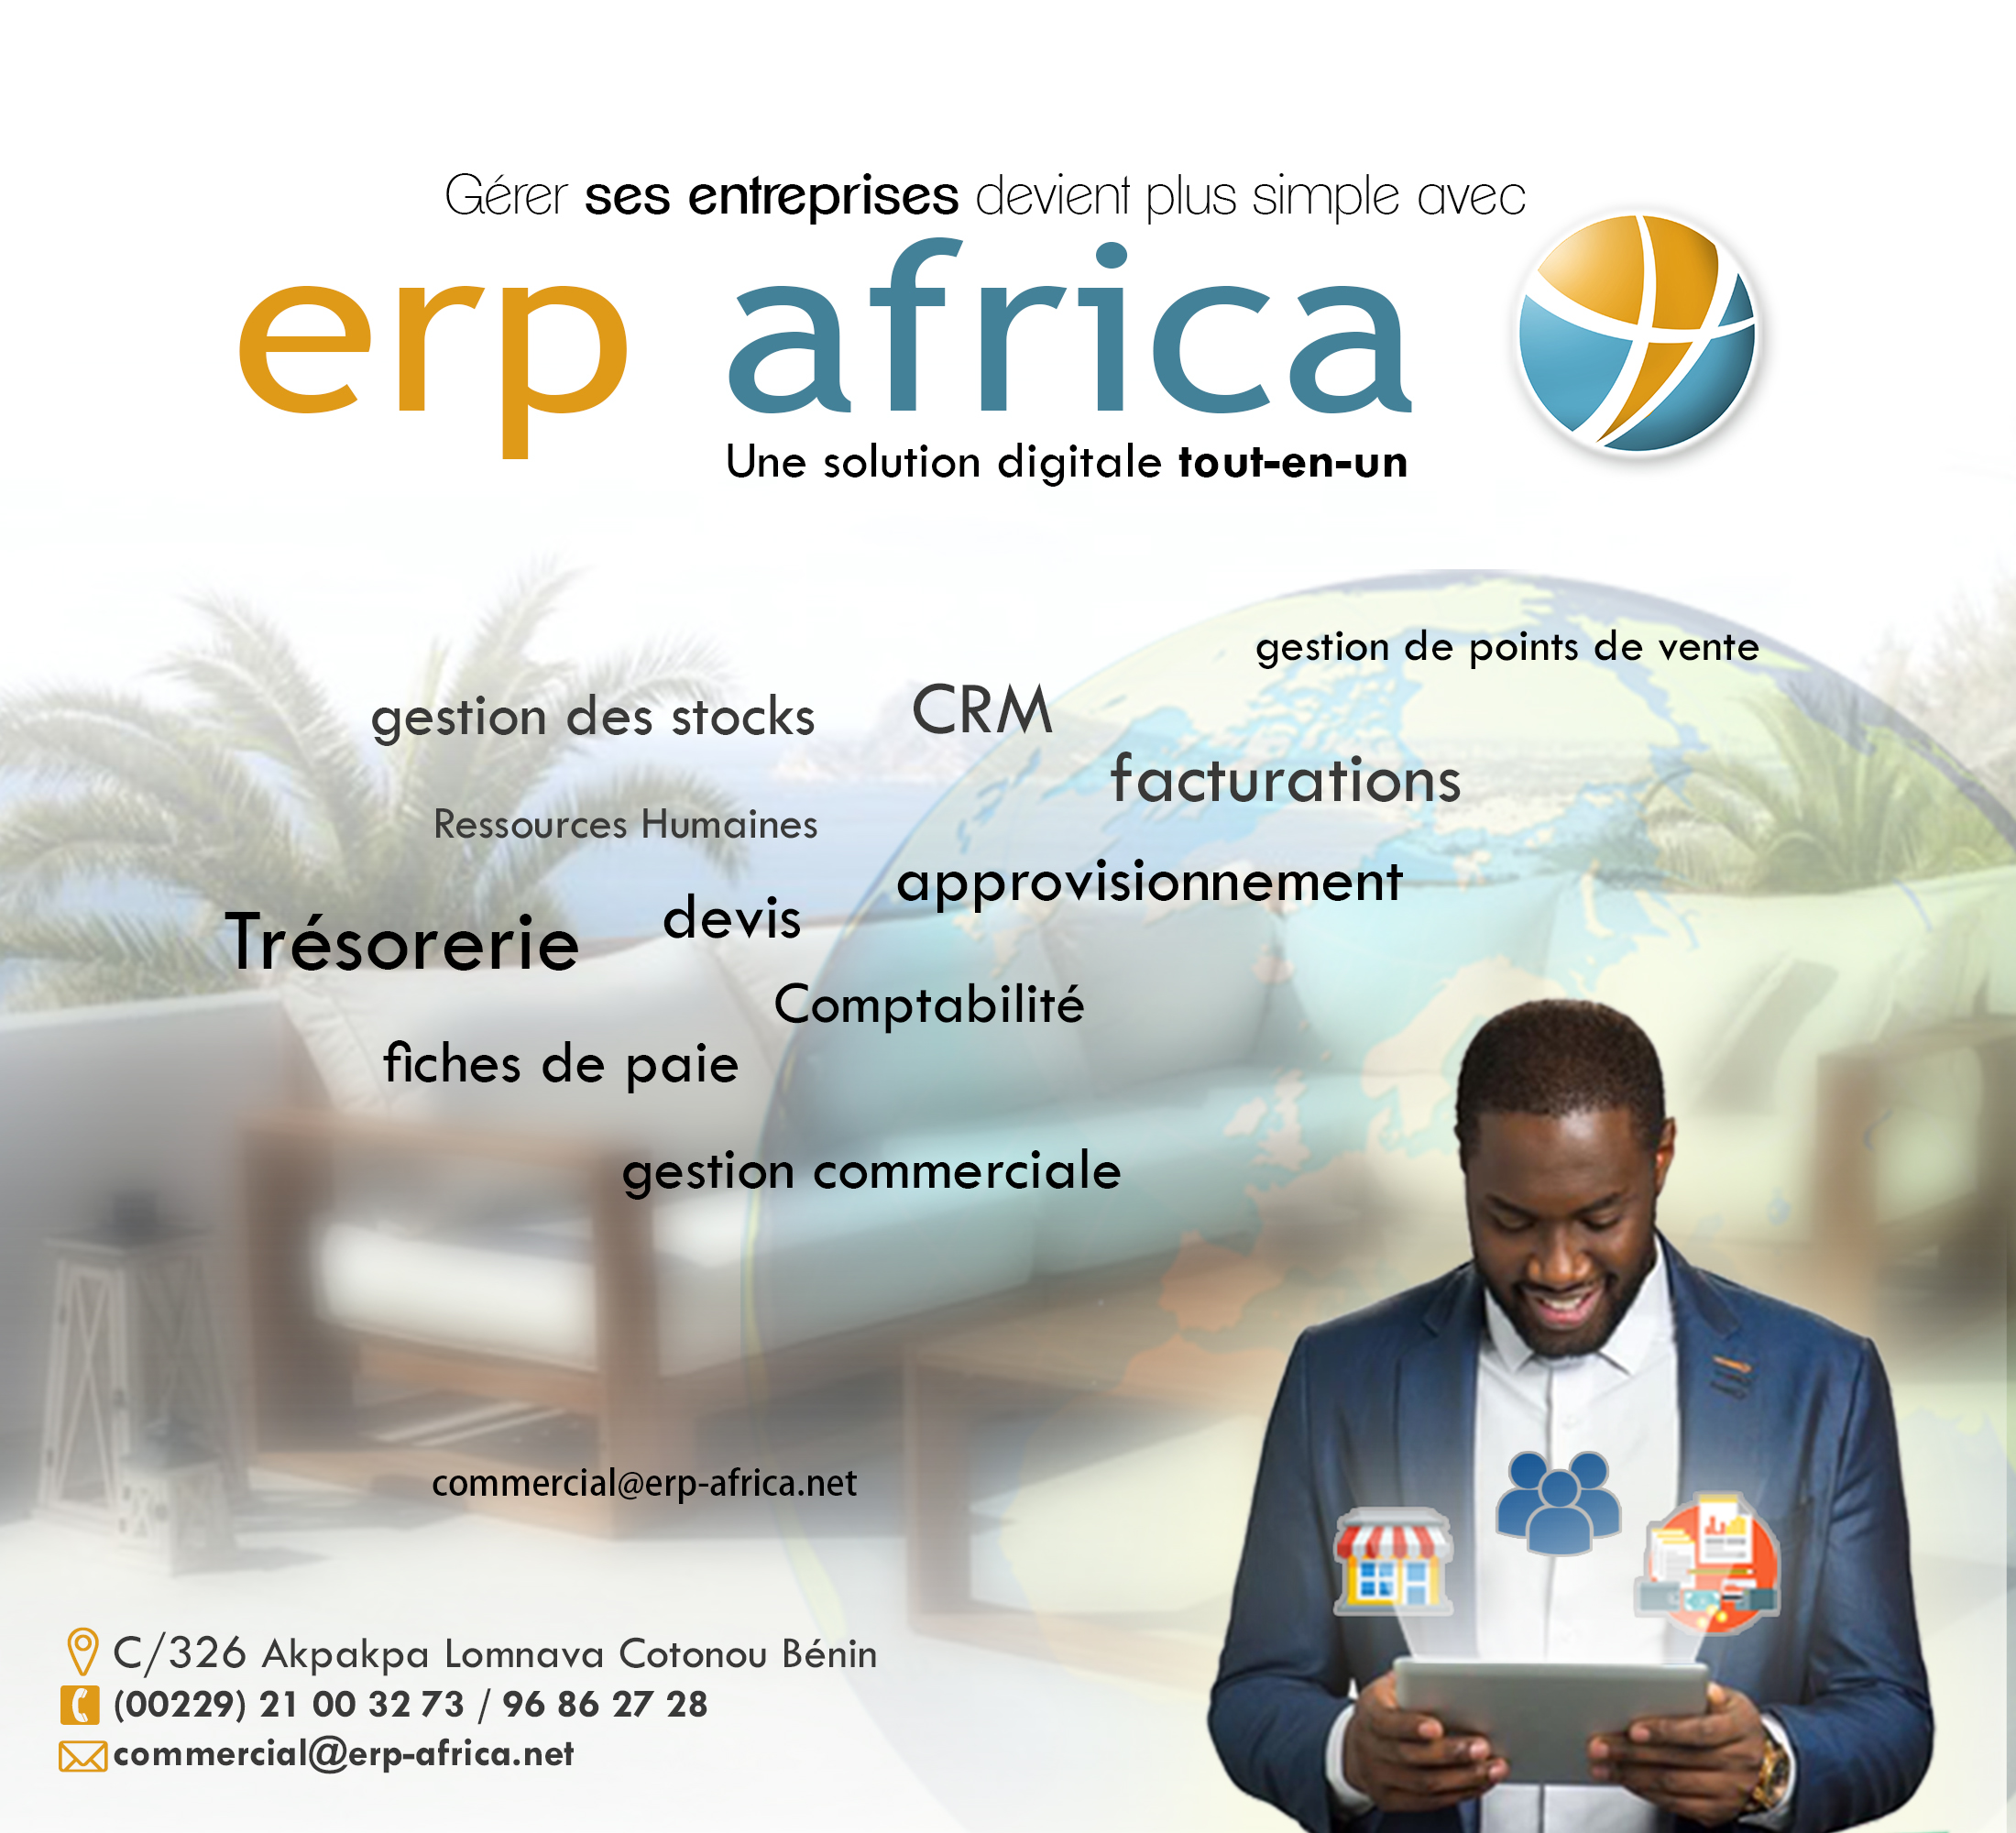 Gérer ses entreprises devient plus simple avec
erp africa
Une solution digitale tout-en-un
gestion de points de vente
gestion des stocks
CRM
facturations
Ressources Humaines
approvisionnement
devis
Trésorerie
Comptabilité
fiches de paie
gestion commerciale
commercial@erp-africa.net
C/326 Akpakpa Lomnava Cotonou Bénin
(00229) 21 00 32 73 / 96 86 27 28
commercial@erp-africa.net